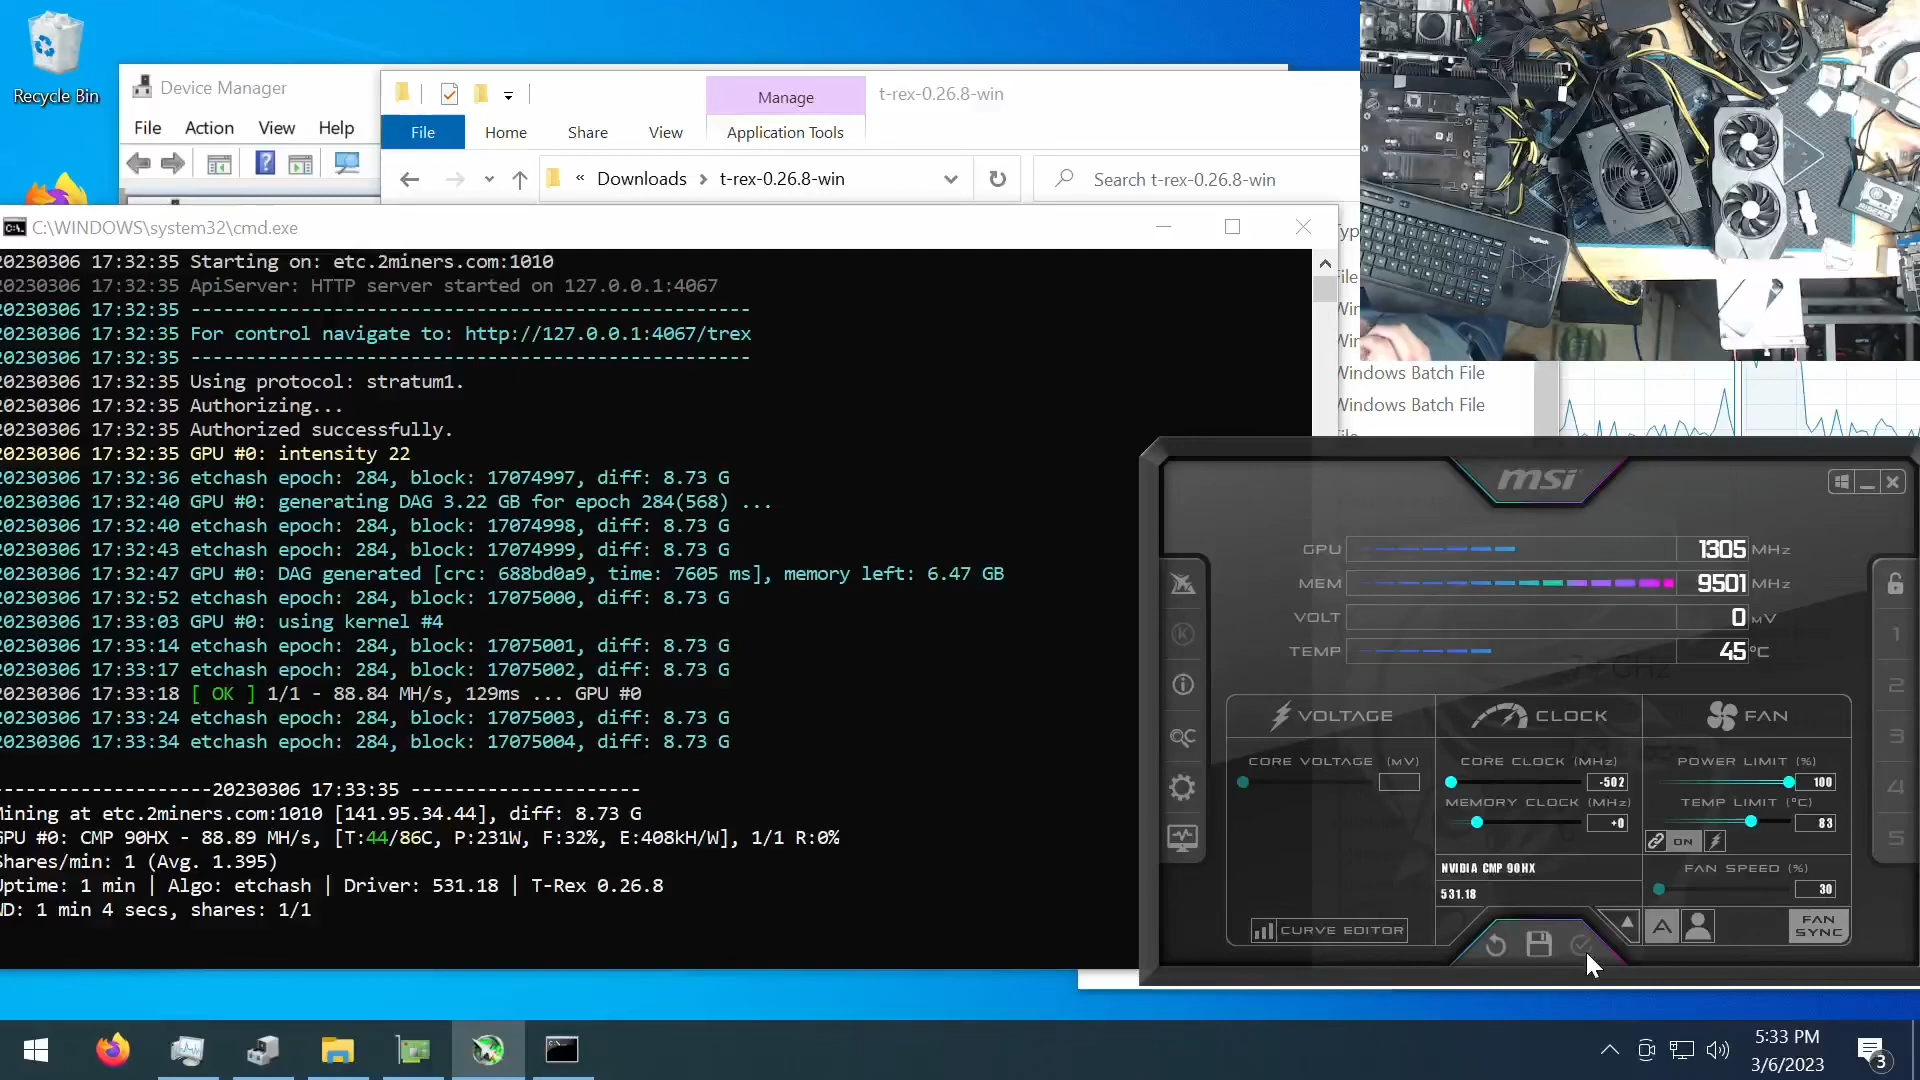 Recycle Bin
Device Manager
File Action View Help
Manage
t-rex-0.26.8-win
File Home Share View Application Tools
« Downloads › t-rex-0.26.8-win
Search t-rex-0.26.8-win
C:\WINDOWS\system32\cmd.exe
20230306 17:32:35 Starting on: etc.2miners.com:1010
20230306 17:32:35 ApiServer: HTTP server started on 127.0.0.1:4067
20230306 17:32:35 ---------------------------------------------------
20230306 17:32:35 For control navigate to: http://127.0.0.1:4067/trex
20230306 17:32:35 ---------------------------------------------------
20230306 17:32:35 Using protocol: stratum1.
20230306 17:32:35 Authorizing...
20230306 17:32:35 Authorized successfully.
20230306 17:32:35 GPU #0: intensity 22
20230306 17:32:36 etchash epoch: 284, block: 17074997, diff: 8.73 G
20230306 17:32:40 GPU #0: generating DAG 3.22 GB for epoch 284(568) ...
20230306 17:32:40 etchash epoch: 284, block: 17074998, diff: 8.73 G
20230306 17:32:43 etchash epoch: 284, block: 17074999, diff: 8.73 G
20230306 17:32:47 GPU #0: DAG generated [crc: 688bd0a9, time: 7605 ms], memory left: 6.47 GB
20230306 17:32:52 etchash epoch: 284, block: 17075000, diff: 8.73 G
20230306 17:33:03 GPU #0: using kernel #4
20230306 17:33:14 etchash epoch: 284, block: 17075001, diff: 8.73 G
20230306 17:33:17 etchash epoch: 284, block: 17075002, diff: 8.73 G
20230306 17:33:18 [ OK ] 1/1 - 88.84 MH/s, 129ms ... GPU #0
20230306 17:33:24 etchash epoch: 284, block: 17075003, diff: 8.73 G
20230306 17:33:34 etchash epoch: 284, block: 17075004, diff: 8.73 G
--------------------20230306 17:33:35 ---------------------
Mining at etc.2miners.com:1010 [141.95.34.44], diff: 8.73 G
GPU #0: CMP 90HX - 88.89 MH/s, [T:44/86C, P:231W, F:32%, E:408kH/W], 1/1 R:0%
Shares/min: 1 (Avg. 1.395)
Uptime: 1 min | Algo: etchash | Driver: 531.18 | T-Rex 0.26.8
WD: 1 min 4 secs, shares: 1/1
Windows Batch File
Windows Batch File
msi
GPU 1305 MHz
MEM 9501 MHz
VOLT 0 mV
TEMP 45 °C
VOLTAGE
CORE VOLTAGE (MV)
CURVE EDITOR
CLOCK
CORE CLOCK (MHz)
-502
MEMORY CLOCK (MHz)
+0
NVIDIA CMP 90HX
531.18
FAN
POWER LIMIT (%)
100
TEMP LIMIT (°C)
83
ON
FAN SPEED (%)
30
A
FAN SYNC
K
OC
1
2
3
4
5
5:33 PM
3/6/2023
3